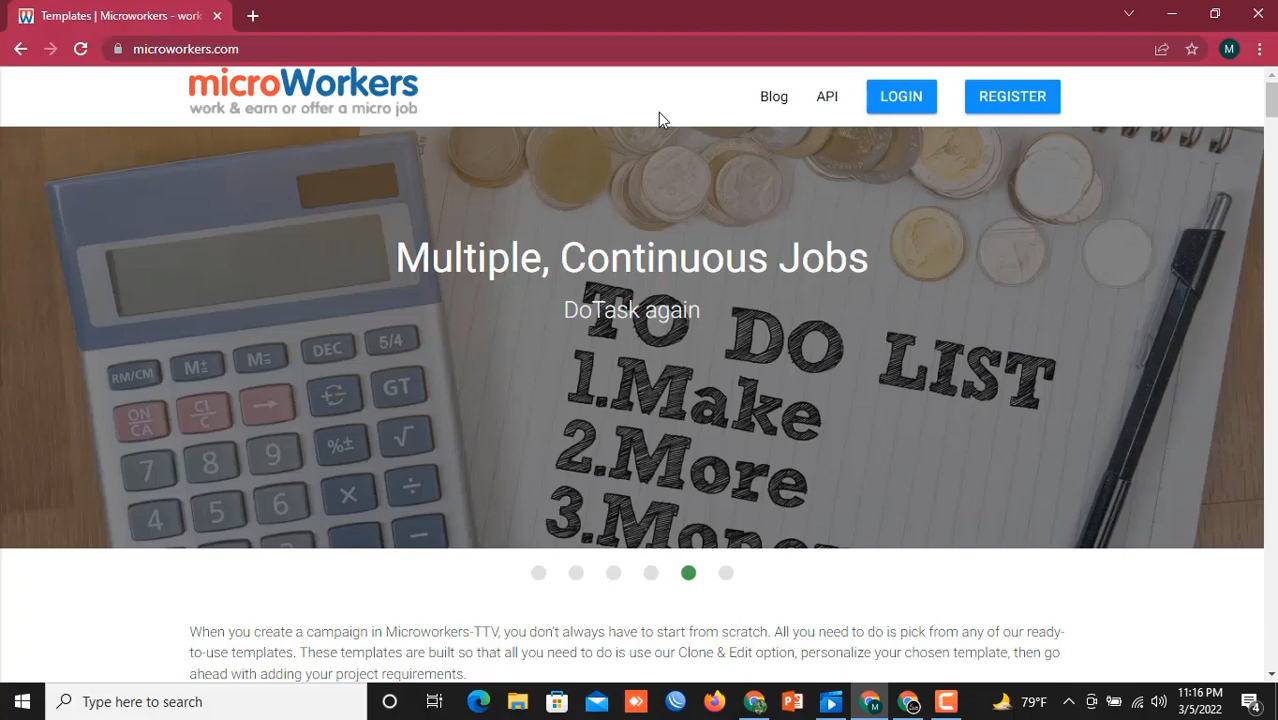 Templates | Microworkers - work
microworkers.com
M
microWorkers
work & earn or offer a micro job
Blog
API
LOGIN
REGISTER
Multiple, Continuous Jobs
DoTask again
TO DO LIST
1.Make
2.More
3.Money
RM/CM
M±
M=
DEC
5/4
ON/CA
CI/C
→
GT
7
8
9
%±
√
4
5
6
×
÷
When you create a campaign in Microworkers-TTV, you don't always have to start from scratch. All you need to do is pick from any of our ready-
to-use templates. These templates are built so that all you need to do is use our Clone & Edit option, personalize your chosen template, then go
ahead with adding your project requirements.
Type here to search
79°F
11:16 PM
3/5/2022
4